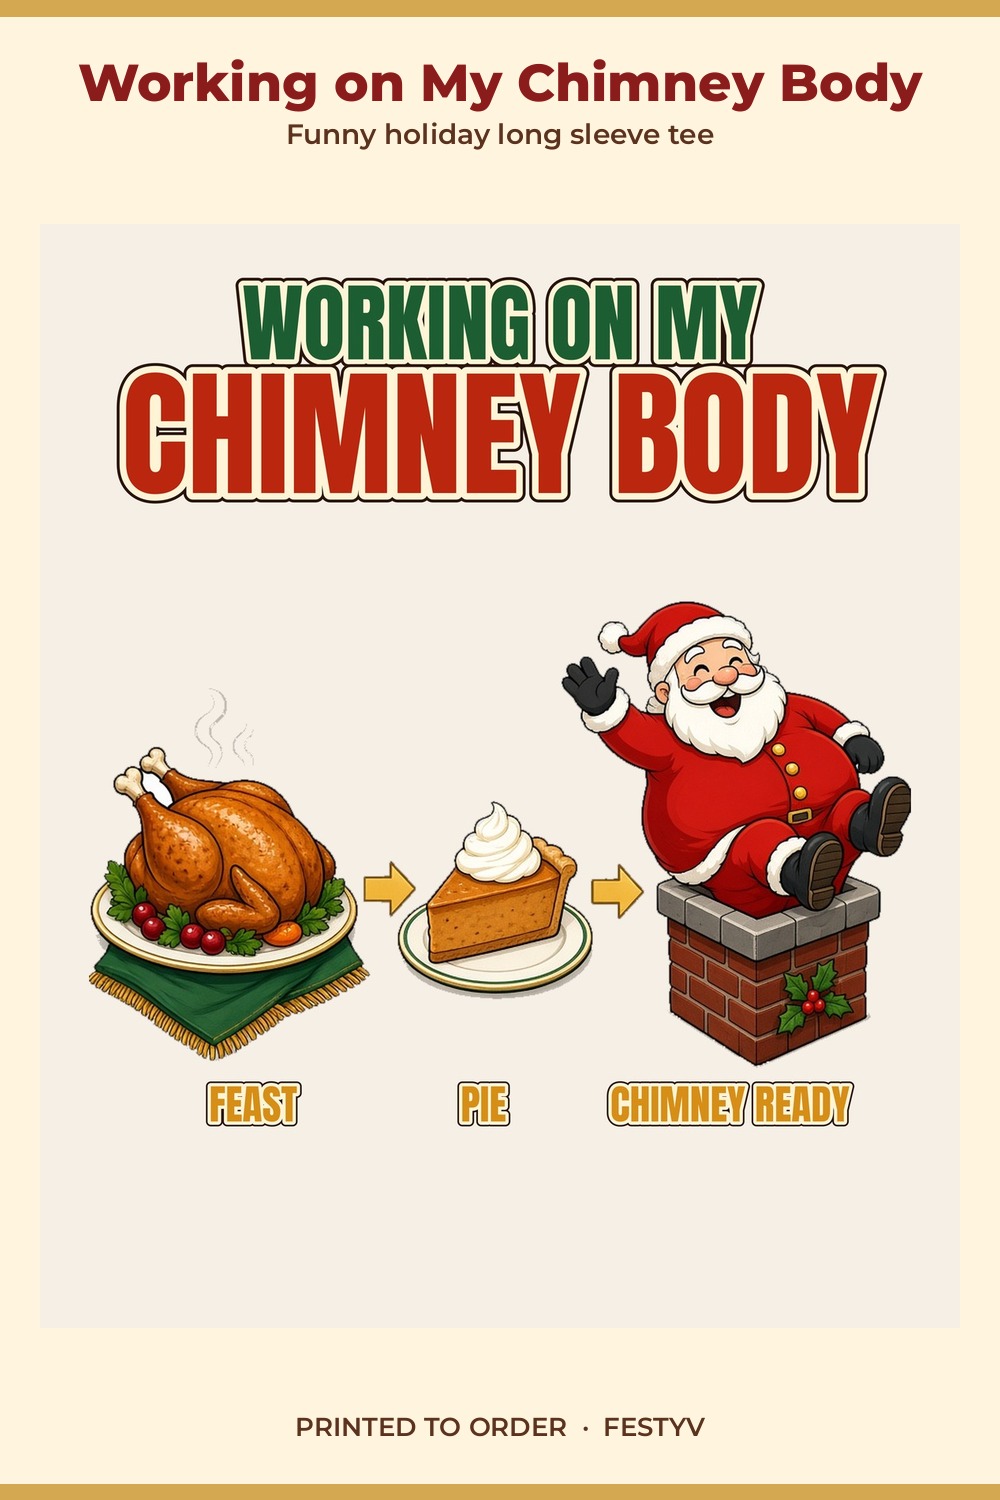 Working on My Chimney Body
Funny holiday long sleeve tee
WORKING ON MY
CHIMNEY BODY
FEAST
PIE
CHIMNEY READY
PRINTED TO ORDER · FESTYV